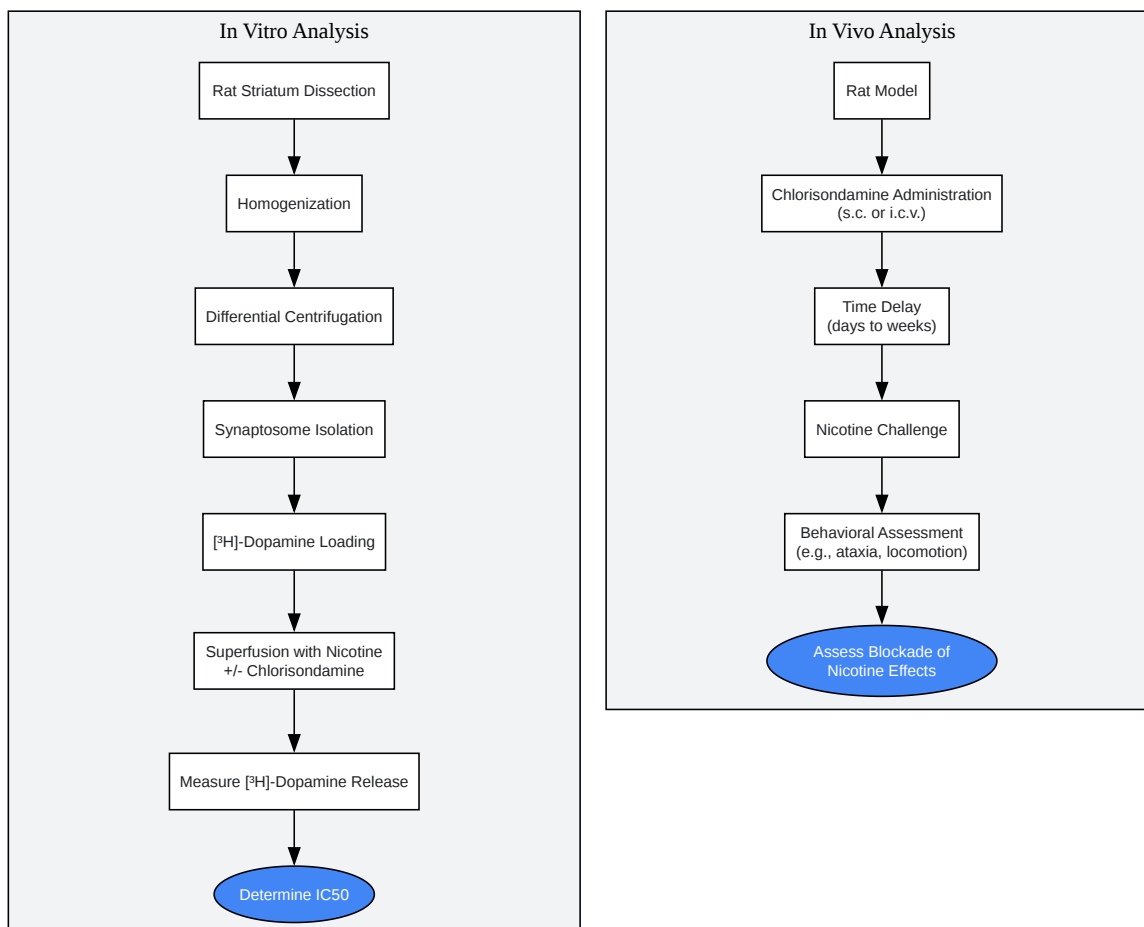 In Vitro Analysis
Rat Striatum Dissection
Homogenization
Differential Centrifugation
Synaptosome Isolation
[³H]-Dopamine Loading
Superfusion with Nicotine
+/- Chlorisondamine
Measure [³H]-Dopamine Release
Determine IC50
In Vivo Analysis
Rat Model
Chlorisondamine Administration
(s.c. or i.c.v.)
Time Delay
(days to weeks)
Nicotine Challenge
Behavioral Assessment
(e.g., ataxia, locomotion)
Assess Blockade of
Nicotine Effects